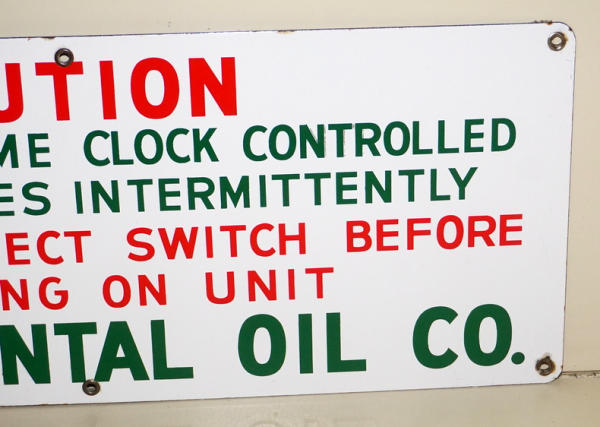 UTION
ME CLOCK CONTROLLED
ES INTERMITTENTLY
ECT SWITCH BEFORE
NG ON UNIT
NTAL OIL CO.